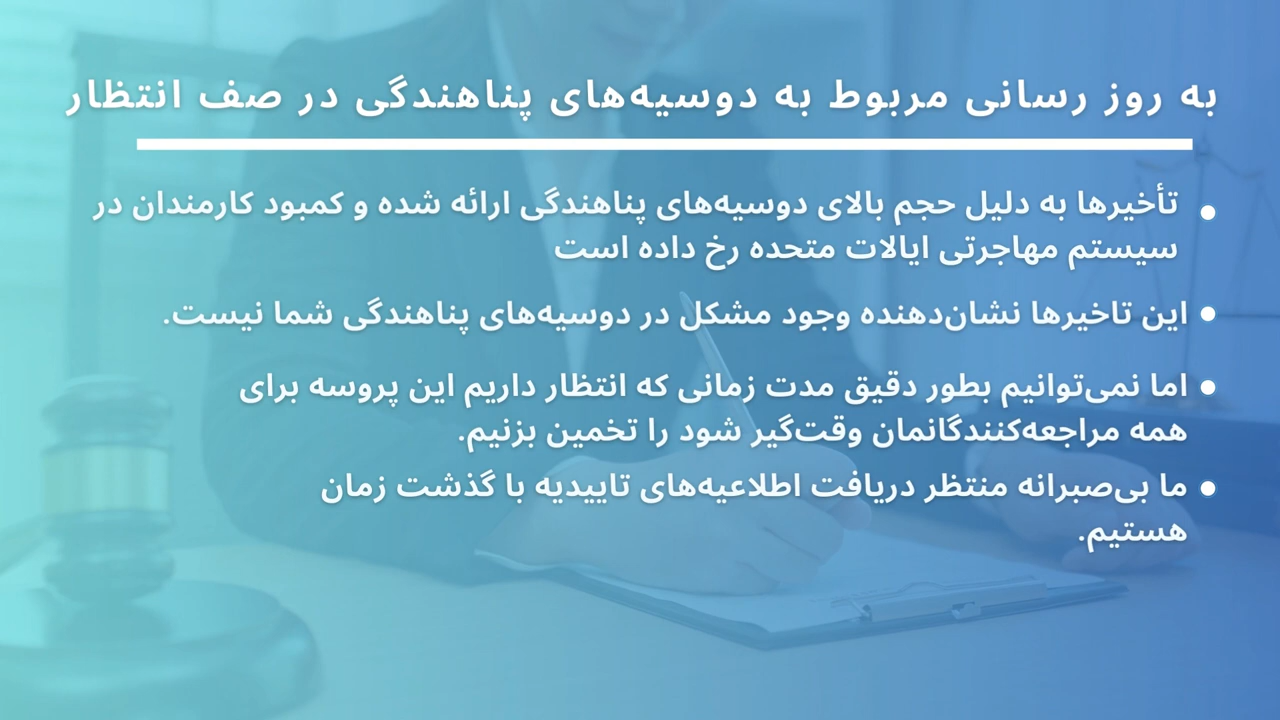 به روز رسانی مربوط به دوسیه‌های پناهندگی در صف انتظار
تأخیرها به دلیل حجم بالای دوسیه‌های پناهندگی ارائه شده و کمبود کارمندان در
سیستم مهاجرتی ایالات متحده رخ داده است
این تاخیرها نشان‌دهنده وجود مشکل در دوسیه‌های پناهندگی شما نیست.
اما نمی‌توانیم بطور دقیق مدت زمانی که انتظار داریم این پروسه برای
همه مراجعه‌کنندگانمان وقت‌گیر شود را تخمین بزنیم.
ما بی‌صبرانه منتظر دریافت اطلاعیه‌های تاییدیه با گذشت زمان
هستیم.